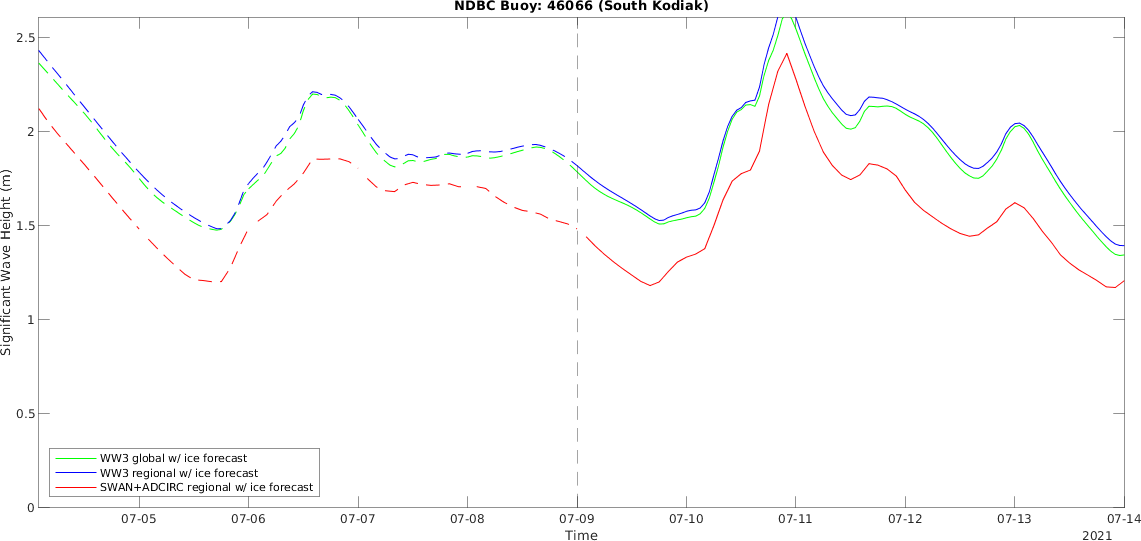 NDBC Buoy: 46066 (South Kodiak)
2.5
2
1.5
1
0.5
0
Significant Wave Height (m)
WW3 global w/ ice forecast
WW3 regional w/ ice forecast
SWAN+ADCIRC regional w/ ice forecast
07-05 07-06 07-07 07-08 07-09 07-10 07-11 07-12 07-13 07-14
Time
2021